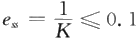 e_ss = 1/K ⩽ 0.1